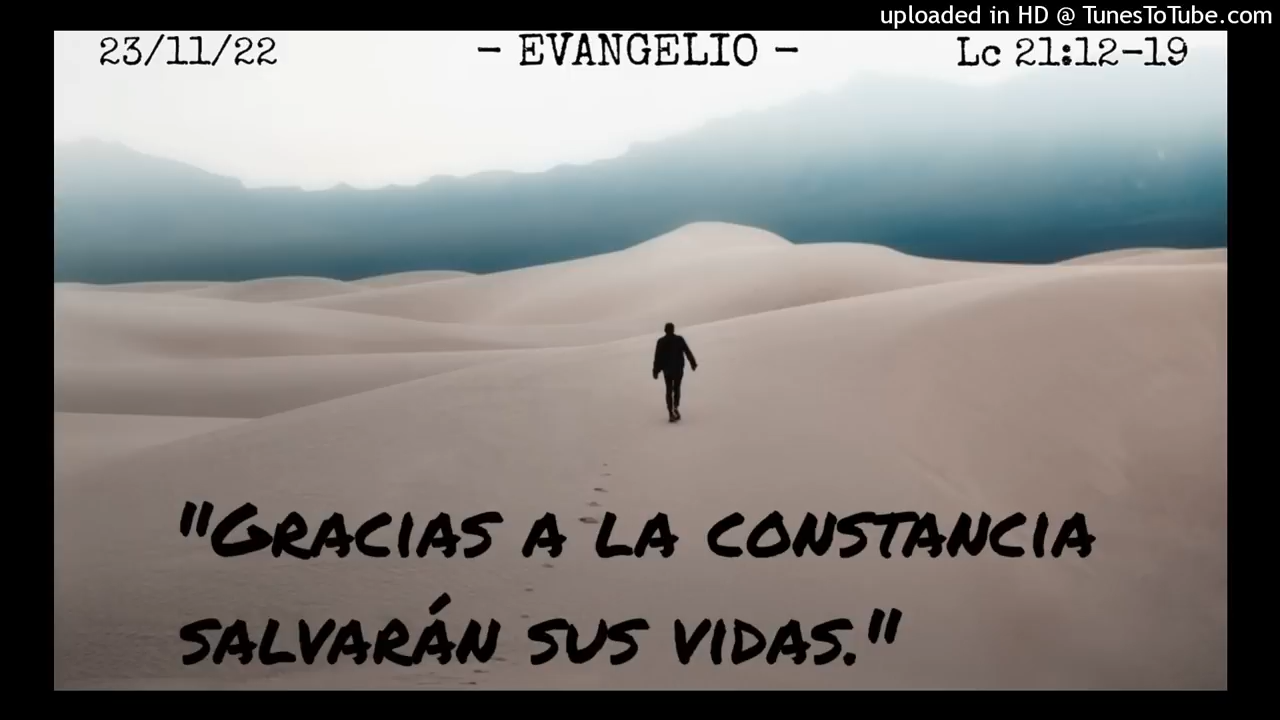 uploaded in HD @ TunesToTube.com
23/11/22 - EVANGELIO - Lc 21:12-19
"GRACIAS A LA CONSTANCIA
SALVARÁN SUS VIDAS."